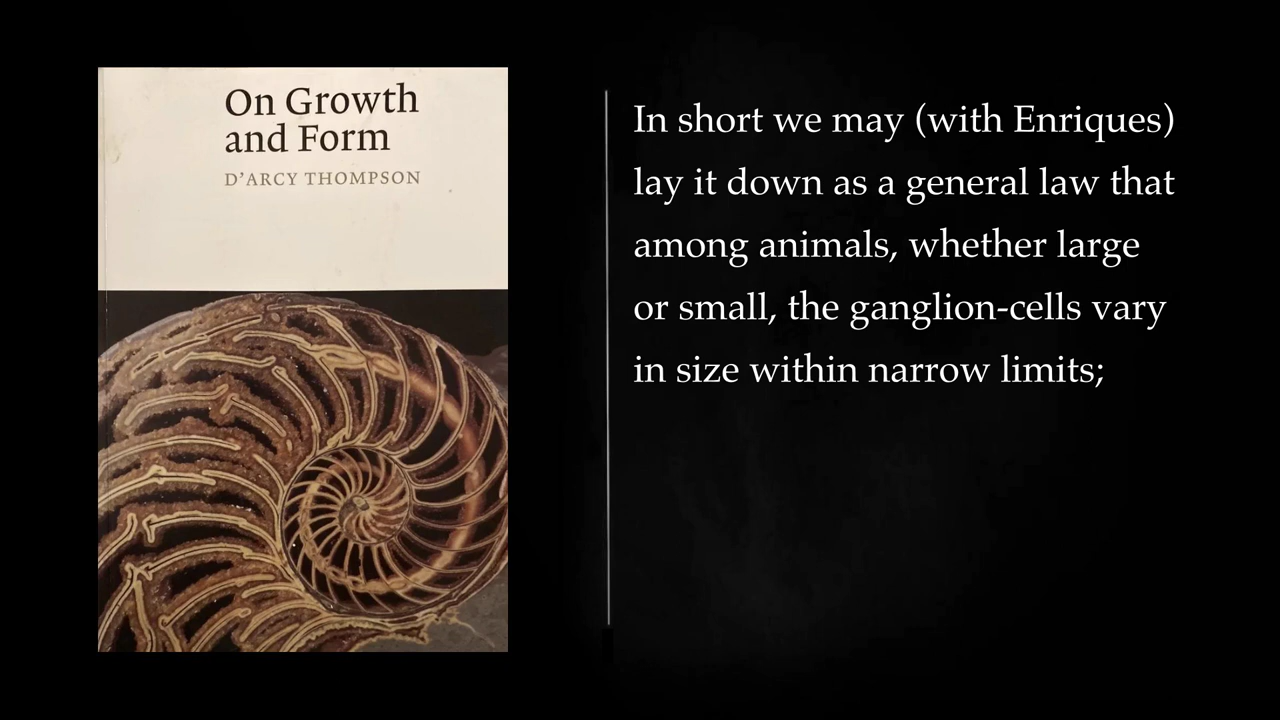 On Growth
and Form
D'ARCY THOMPSON
In short we may (with Enriques)
lay it down as a general law that
among animals, whether large
or small, the ganglion-cells vary
in size within narrow limits;